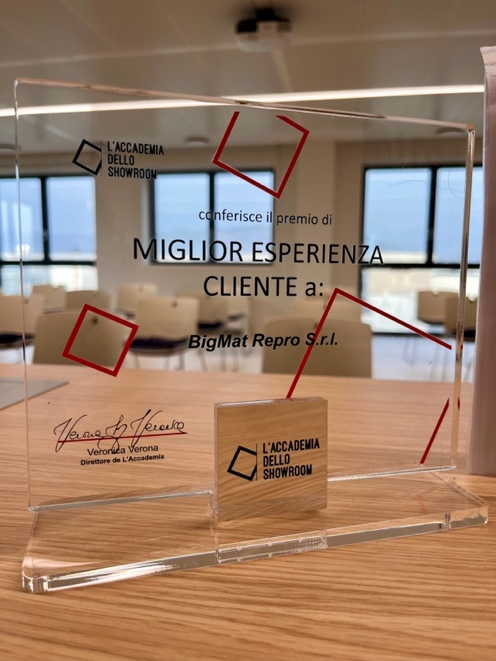 L'ACCADEMIA
DELLO
SHOWROOM
conferisce il premio di
MIGLIOR ESPERIENZA
CLIENTE a:
BigMat Repro S.r.l.
Veronica Verona
Direttore de L'Accademia
L'ACCADEMIA
DELLO
SHOWROOM